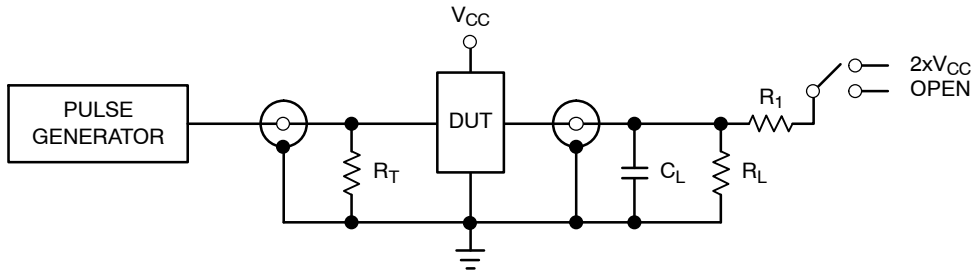 V_CC
2xV_CC
OPEN
PULSE
GENERATOR
DUT
R_1
R_T
C_L
R_L